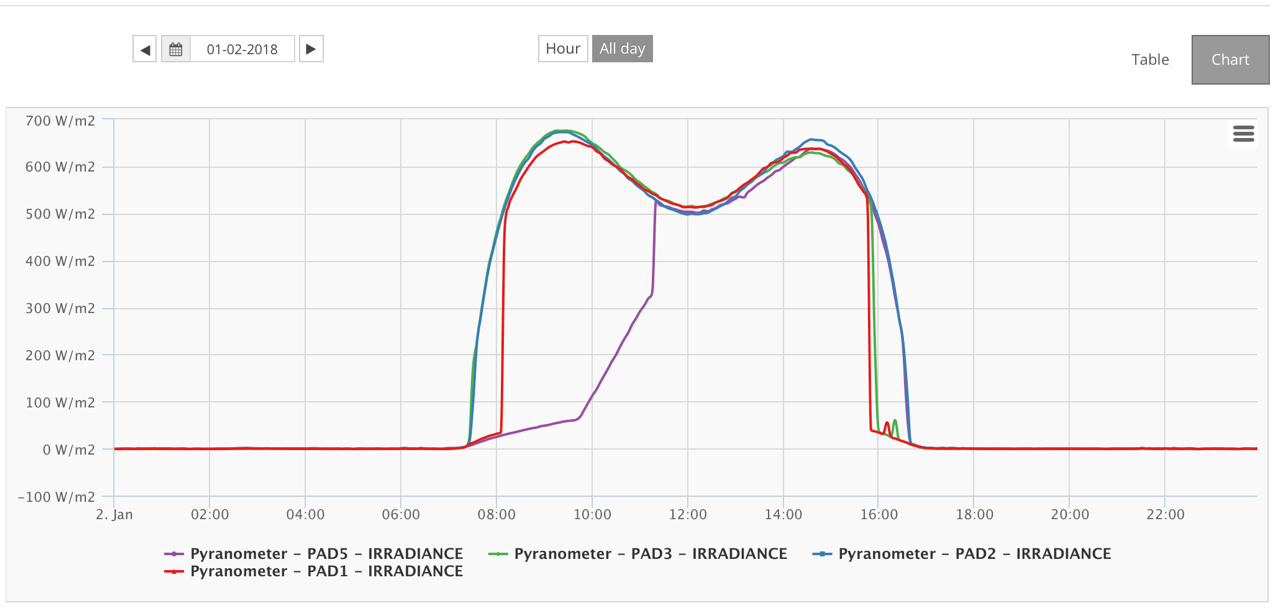 01-02-2018
Hour All day
Table Chart
700 W/m2
600 W/m2
500 W/m2
400 W/m2
300 W/m2
200 W/m2
100 W/m2
0 W/m2
−100 W/m2
2. Jan 02:00 04:00 06:00 08:00 10:00 12:00 14:00 16:00 18:00 20:00 22:00
Pyranometer − PAD5 − IRRADIANCE Pyranometer − PAD3 − IRRADIANCE Pyranometer − PAD2 − IRRADIANCE
Pyranometer − PAD1 − IRRADIANCE